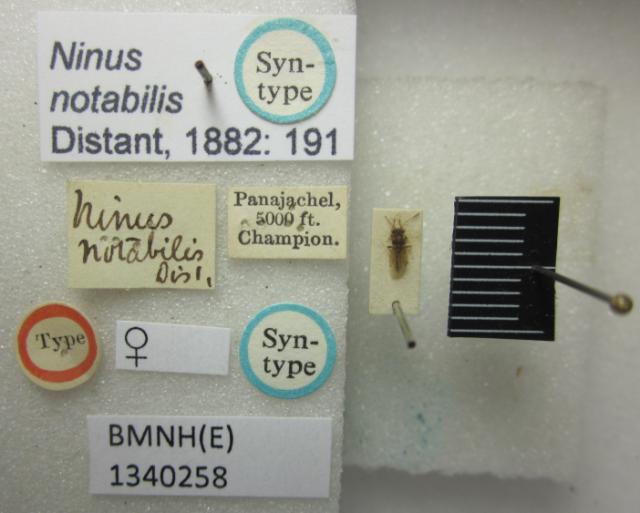 Ninus
notabilis
Distant, 1882: 191
Syn-
type
Ninus
notabilis
Dist,
Panajachel,
5000 ft.
Champion.
Type
♀
Syn-
type
BMNH(E)
1340258